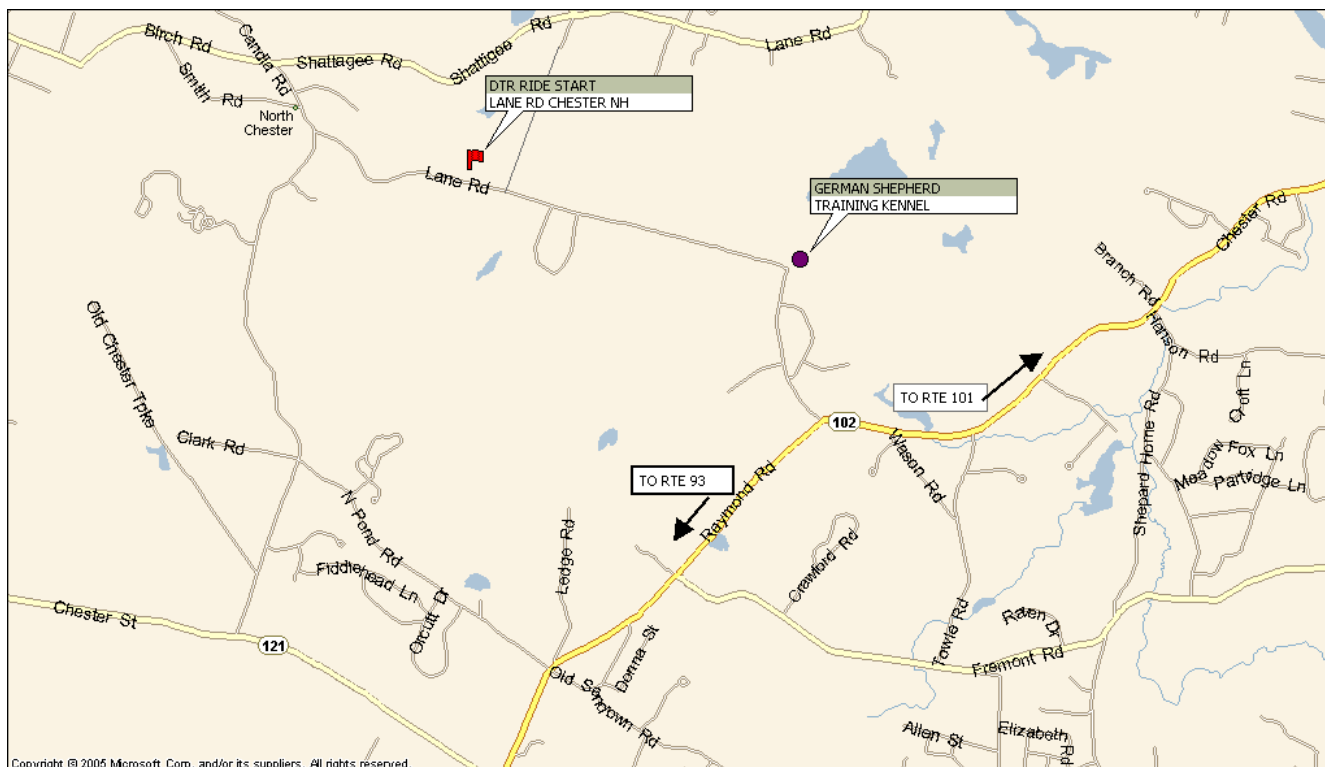 Birch Rd
Candia Rd
Shattagee Rd
Shattagee Rd
Lane Rd
Smith Rd
North
Chester
DTR RIDE START
LANE RD CHESTER NH
Lane Rd
GERMAN SHEPHERD
TRAINING KENNEL
Chester Rd
Branch Rd
Hanson Rd
Old Chester Tpke
TO RTE 101
Croft Ln
102
Clark Rd
Wason Rd
Meadow Fox Ln
Partridge Ln
TO RTE 93
Raymond Rd
Shepard Home Rd
N Pond Rd
Ledge Rd
Crawford Rd
Fiddlehead Ln
Orcutt Dr
Chester St
121
Donna St
Towle Rd
Raen Dr
Fremont Rd
Old Sandown Rd
Allen St
Elizabeth Rd
Copyright © 2005 Microsoft Corp. and/or its suppliers. All rights reserved.